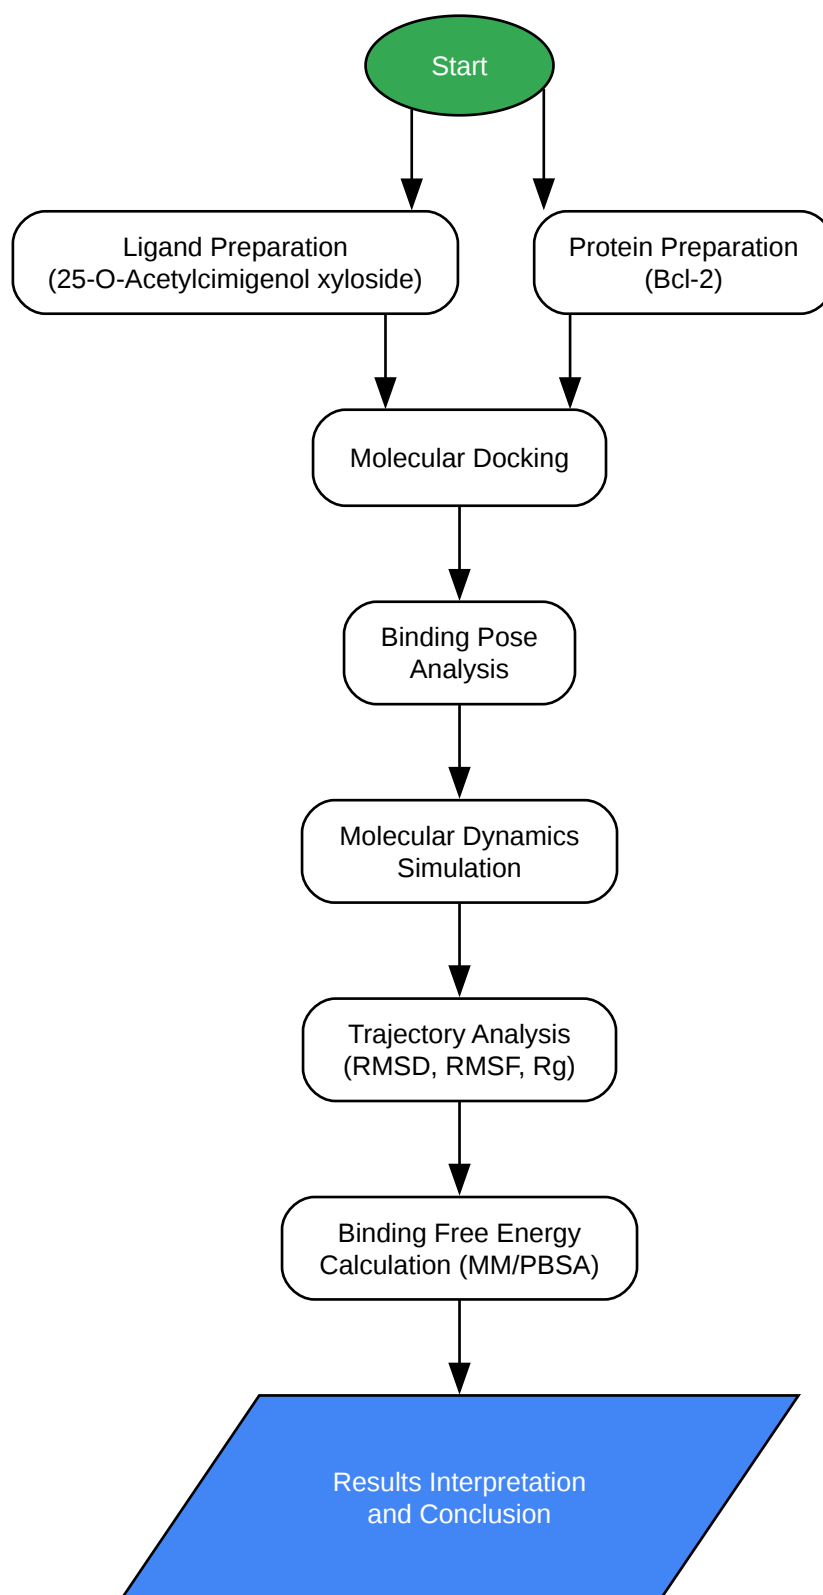 Start
Ligand Preparation
(25-O-Acetylcimigenol xyloside)
Protein Preparation
(Bcl-2)
Molecular Docking
Binding Pose
Analysis
Molecular Dynamics
Simulation
Trajectory Analysis
(RMSD, RMSF, Rg)
Binding Free Energy
Calculation (MM/PBSA)
Results Interpretation
and Conclusion